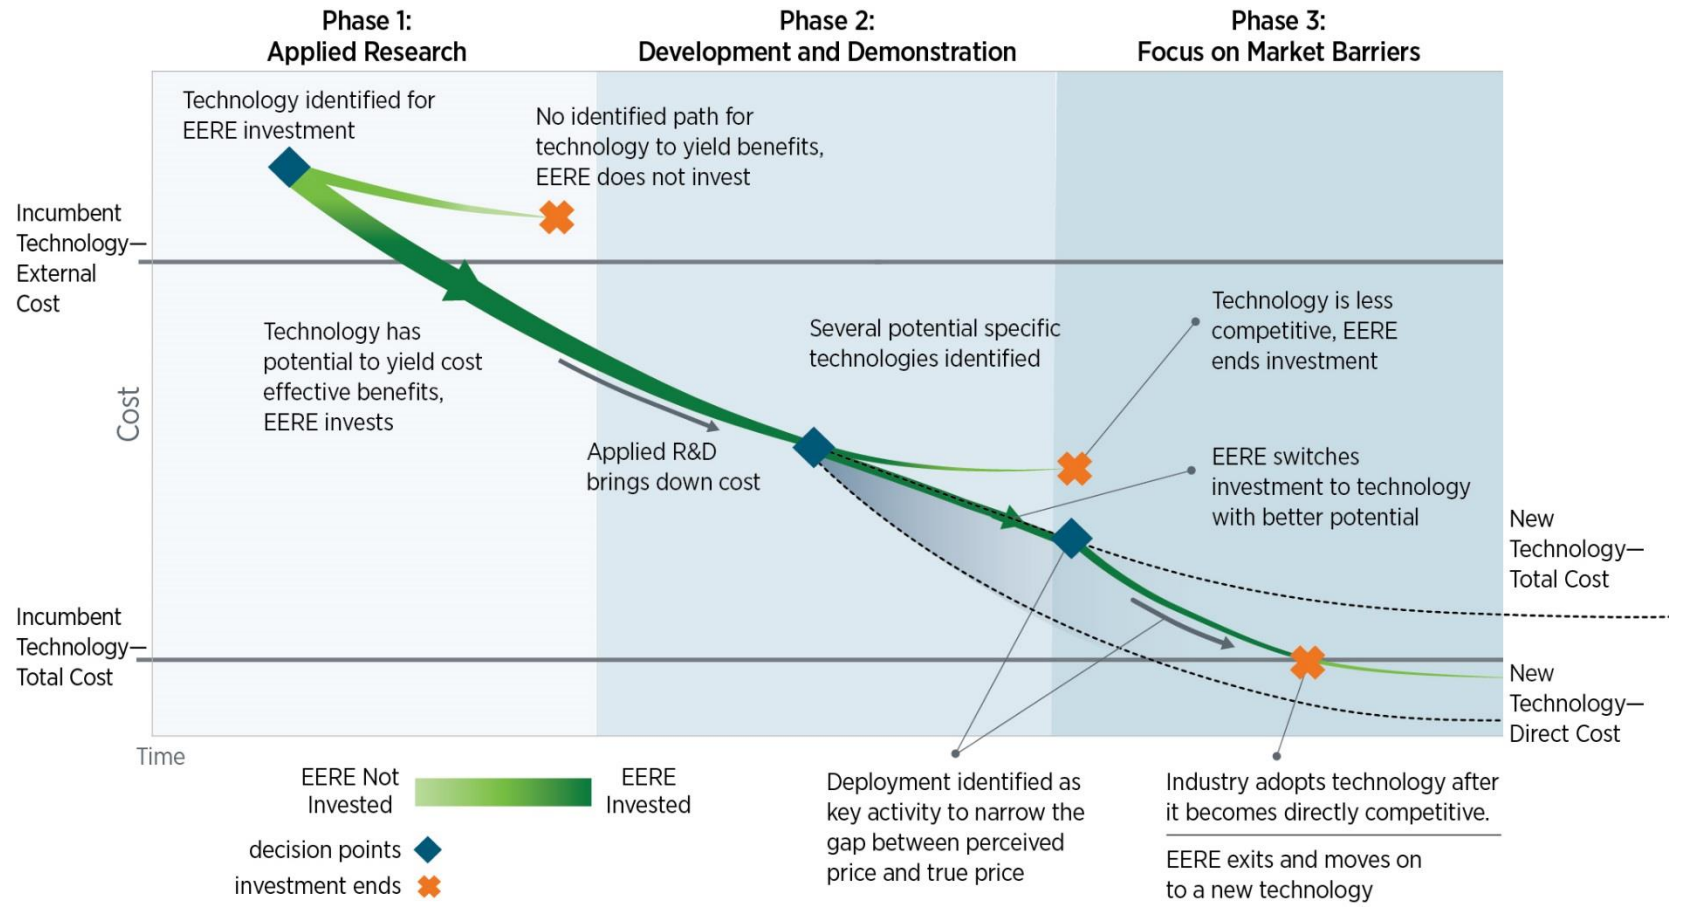 Phase 1:
Applied Research
Phase 2:
Development and Demonstration
Phase 3:
Focus on Market Barriers
Technology identified for
EERE investment
No identified path for
technology to yield benefits,
EERE does not invest
Incumbent
Technology—
External
Cost
Technology has
potential to yield cost
effective benefits,
EERE invests
Several potential specific
technologies identified
Technology is less
competitive, EERE
ends investment
Cost
Applied R&D
brings down cost
EERE switches
investment to technology
with better potential
New
Technology—
Total Cost
Incumbent
Technology—
Total Cost
New
Technology—
Direct Cost
Time
EERE Not
Invested
EERE
Invested
decision points
investment ends
Deployment identified as
key activity to narrow the
gap between perceived
price and true price
Industry adopts technology after
it becomes directly competitive.
EERE exits and moves on
to a new technology